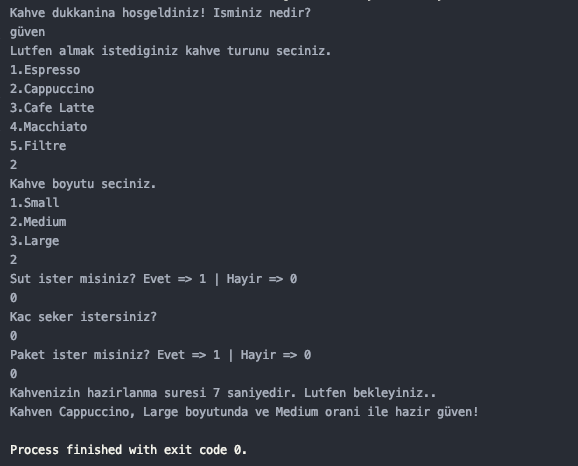 Kahve dukkanina hosgeldiniz! Isminiz nedir?
güven
Lutfen almak istediginiz kahve turunu seciniz.
1.Espresso
2.Cappuccino
3.Cafe Latte
4.Macchiato
5.Filtre
2
Kahve boyutu seciniz.
1.Small
2.Medium
3.Large
2
Sut ister misiniz? Evet => 1 | Hayir => 0
0
Kac seker istersiniz?
0
Paket ister misiniz? Evet => 1 | Hayir => 0
0
Kahvenizin hazirlanma suresi 7 saniyedir. Lutfen bekleyiniz..
Kahven Cappuccino, Large boyutunda ve Medium orani ile hazir güven!
Process finished with exit code 0.